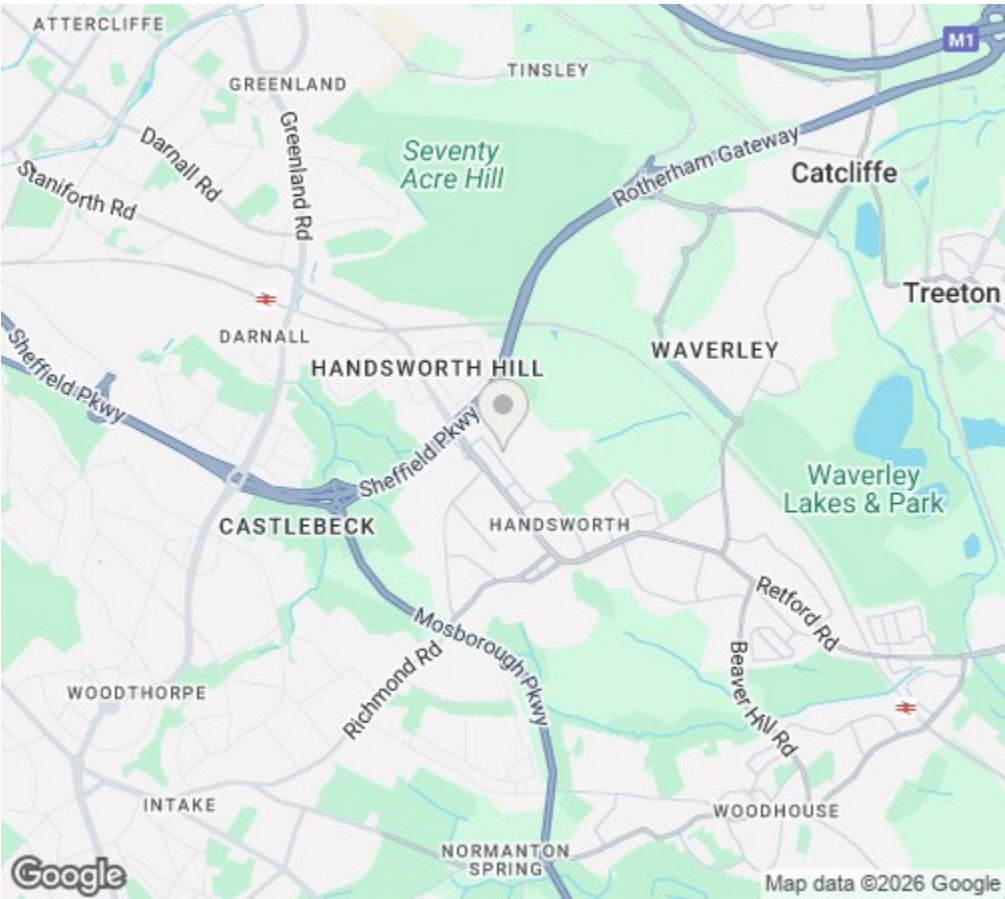 ATTERCLIFFE
M1
TINSLEY
GREENLAND
Darnall Rd
Greenland Rd
Seventy
Acre Hill
Rotherham Gateway
Catcliffe
Staniforth Rd
Treeton
DARNALL
WAVERLEY
HANDSWORTH HILL
Sheffield Pkwy
Sheffield Pkwy
Waverley
Lakes & Park
CASTLEBECK
HANDSWORTH
Retford Rd
Mosborough Pkwy
Richmond Rd
Beaver Hill Rd
WOODTHORPE
INTAKE
WOODHOUSE
NORMANTON
SPRING
Google
Map data ©2026 Google